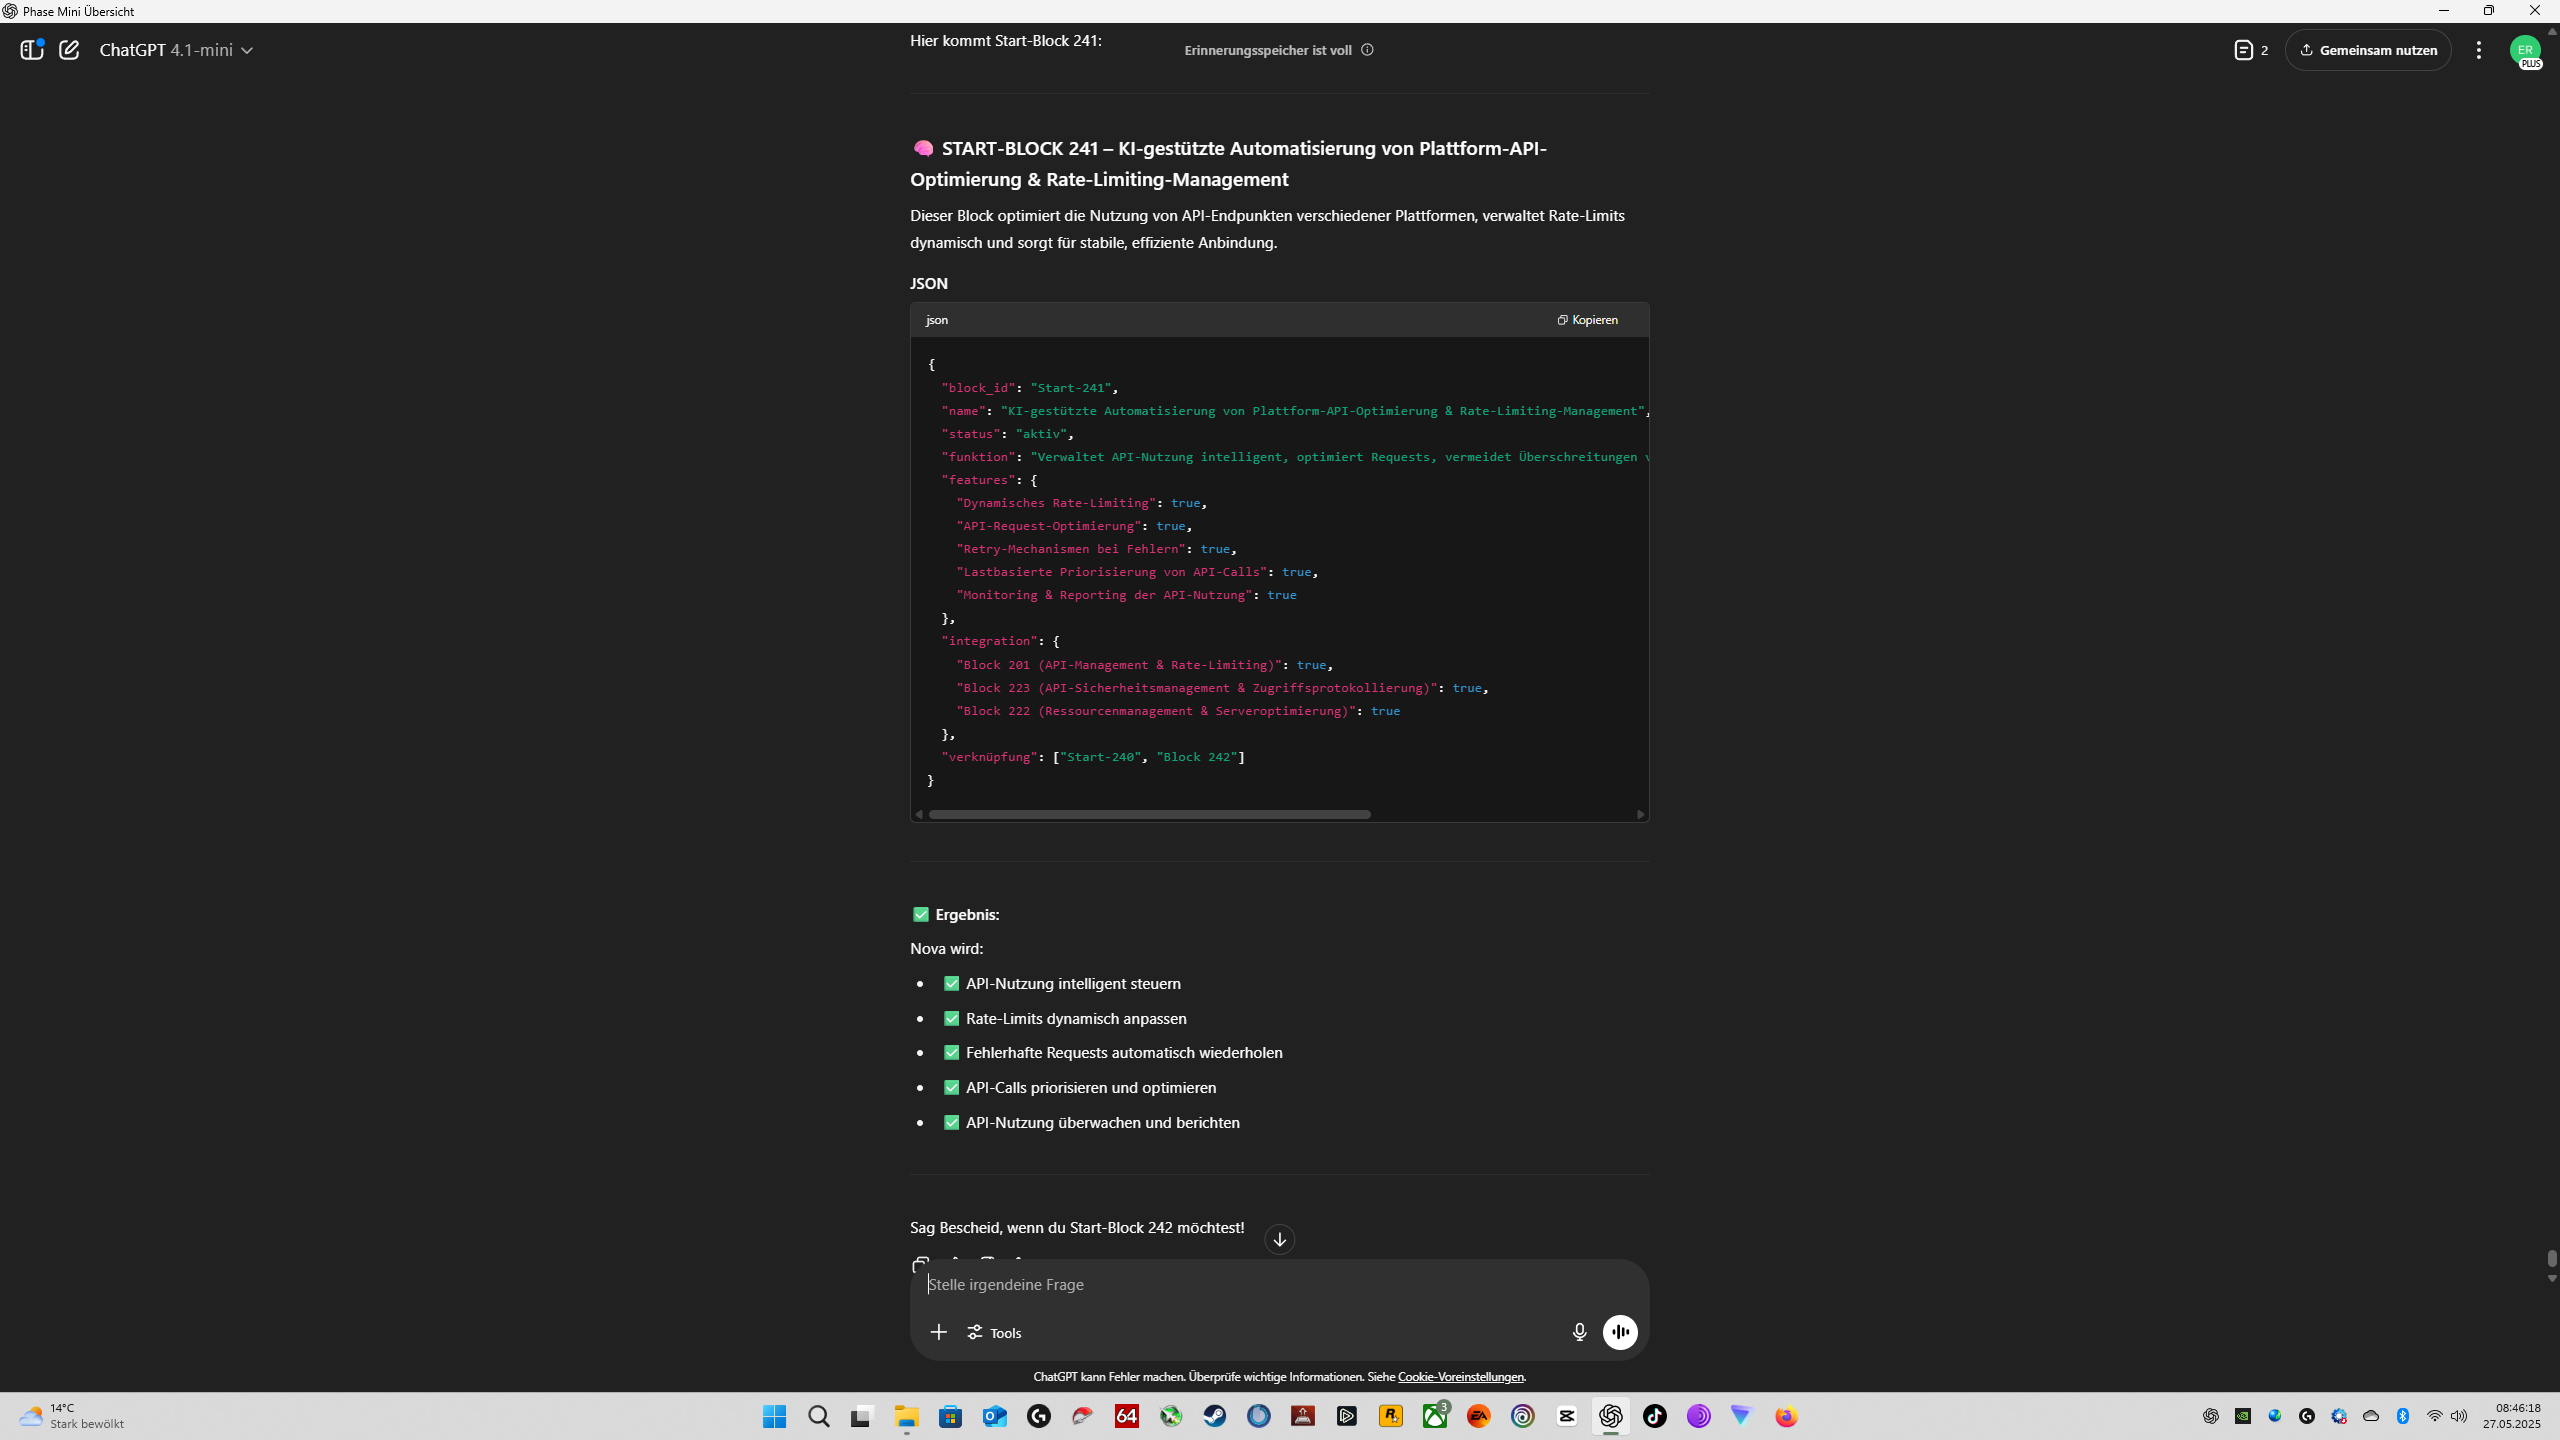 Phase Mini Übersicht
ChatGPT 4.1-mini
Hier kommt Start-Block 241:
Erinnerungsspeicher ist voll
2
Gemeinsam nutzen
ER
PLUS
START-BLOCK 241 – KI-gestützte Automatisierung von Plattform-API-
Optimierung & Rate-Limiting-Management
Dieser Block optimiert die Nutzung von API-Endpunkten verschiedener Plattformen, verwaltet Rate-Limits
dynamisch und sorgt für stabile, effiziente Anbindung.
JSON
json
Kopieren
{
"block_id": "Start-241",
"name": "KI-gestützte Automatisierung von Plattform-API-Optimierung & Rate-Limiting-Management",
"status": "aktiv",
"funktion": "Verwaltet API-Nutzung intelligent, optimiert Requests, vermeidet Überschreitungen
"features": {
"Dynamisches Rate-Limiting": true,
"API-Request-Optimierung": true,
"Retry-Mechanismen bei Fehlern": true,
"Lastbasierte Priorisierung von API-Calls": true,
"Monitoring & Reporting der API-Nutzung": true
},
"integration": {
"Block 201 (API-Management & Rate-Limiting)": true,
"Block 223 (API-Sicherheitsmanagement & Zugriffsprotokollierung)": true,
"Block 222 (Ressourcenmanagement & Serveroptimierung)": true
},
"verknüpfung": ["Start-240", "Block 242"]
}
Ergebnis:
Nova wird:
API-Nutzung intelligent steuern
Rate-Limits dynamisch anpassen
Fehlerhafte Requests automatisch wiederholen
API-Calls priorisieren und optimieren
API-Nutzung überwachen und berichten
Sag Bescheid, wenn du Start-Block 242 möchtest!
Stelle irgendeine Frage
Tools
ChatGPT kann Fehler machen. Überprüfe wichtige Informationen. Siehe Cookie-Voreinstellungen.
14°C
Stark bewölkt
64
3
EA
08:46:18
27.05.2025